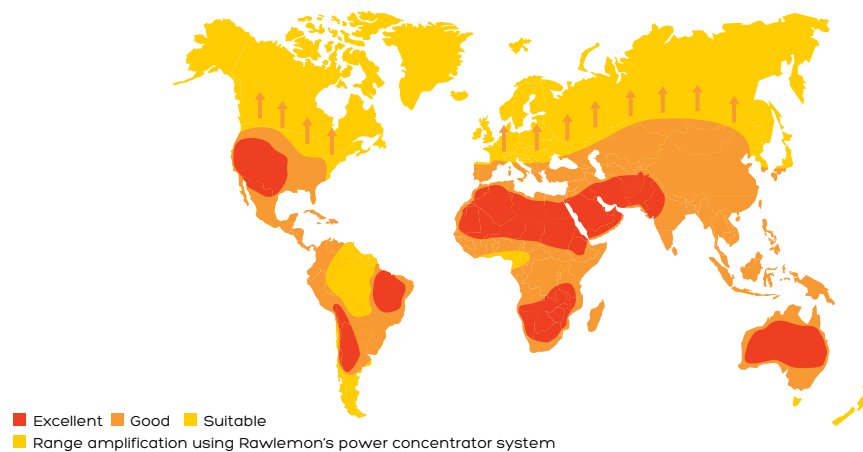 Excellent Good Suitable
Range amplification using Rawlemon's power concentrator system